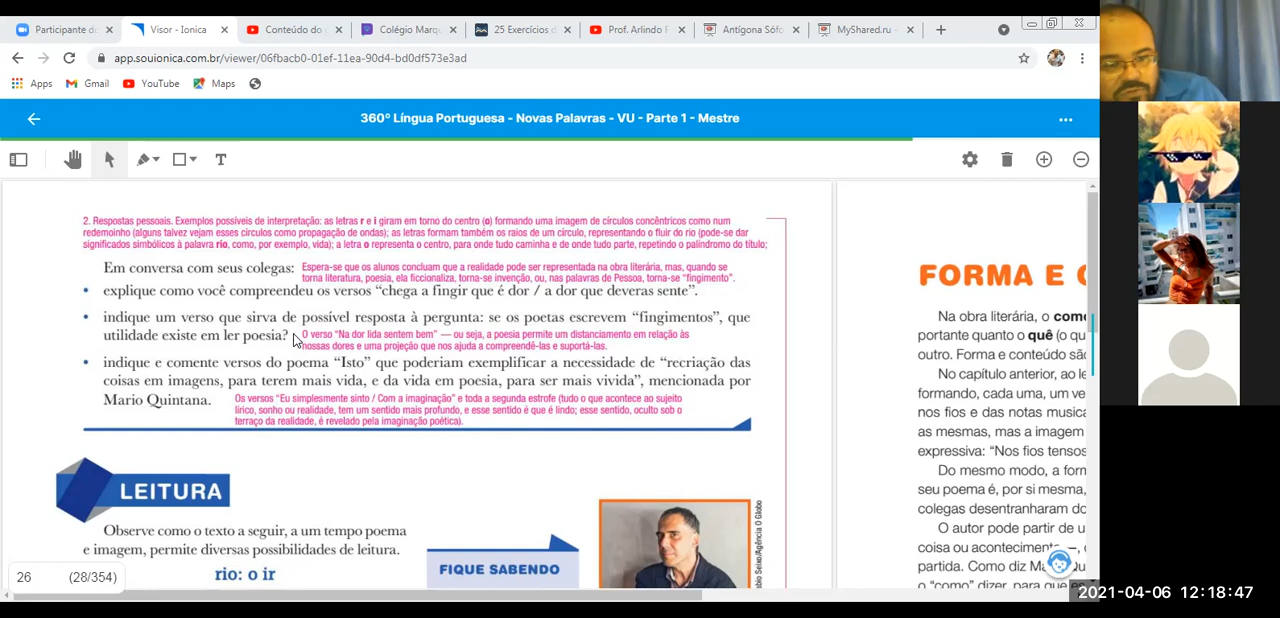 Participante d
Visor - Ionica
Conteúdo do
Colégio Marq
25 Exercícios d
Prof. Arlindo F
Antígona Sófo
MyShared.ru -
app.souionica.com.br/viewer/06fbacb0-01ef-11ea-90d4-bd0df573e3ad
Apps
Gmail
YouTube
Maps
360º Língua Portuguesa - Novas Palavras - VU - Parte 1 - Mestre
T
2. Respostas pessoais. Exemplos possíveis de interpretação: as letras r e i giram em torno do centro (o) formando uma imagem de círculos concêntricos como num
redemoinho (alguns talvez vejam esses círculos como propagação de ondas); as letras formam também os raios de um círculo, representando o fluir do rio (pode-se dar
significados simbólicos à palavra rio, como, por exemplo, vida); a letra o representa o centro, para onde tudo caminha e de onde tudo parte, repetindo o palíndromo do título;
Em conversa com seus colegas:
Espera-se que os alunos concluam que a realidade pode ser representada na obra literária, mas, quando se
torna literatura, poesia, ela ficcionaliza, torna-se invenção, ou, nas palavras de Pessoa, torna-se “fingimento”.
• explique como você compreendeu os versos “chega a fingir que é dor / a dor que deveras sente”.
• indique um verso que sirva de possível resposta à pergunta: se os poetas escrevem “fingimentos”, que
utilidade existe em ler poesia?
O verso “Na dor lida sentem bem” — ou seja, a poesia permite um distanciamento em relação às
nossas dores e uma projeção que nos ajuda a compreendê-las e suportá-las.
• indique e comente versos do poema “Isto” que poderiam exemplificar a necessidade de “recriação das
coisas em imagens, para terem mais vida, e da vida em poesia, para ser mais vivida”, mencionada por
Mario Quintana.
Os versos “Eu simplesmente sinto / Com a imaginação” e toda a segunda estrofe (tudo o que acontece ao sujeito
lírico, sonho ou realidade, tem um sentido mais profundo, e esse sentido é que é lindo; esse sentido, oculto sob o
terraço da realidade, é revelado pela imaginação poética).
LEITURA
Observe como o texto a seguir, a um tempo poema
e imagem, permite diversas possibilidades de leitura.
rio: o ir
FIQUE SABENDO
bio Seixo/Agência O Globo
26 (28/354)
FORMA E C
Na obra literária, o como
portante quanto o quê (o qu
outro. Forma e conteúdo são
No capítulo anterior, ao le
formando, cada uma, um ve
nos fios e das notas musica
as mesmas, mas a imagem
expressiva: “Nos fios tensos
Do mesmo modo, a form
seu poema é, por si mesma,
colegas desentranharam do
O autor pode partir de u
coisa ou acontecimento —, 
partida. Como diz Ma
o “como” dizer, para que es
2021-04-06 12:18:47